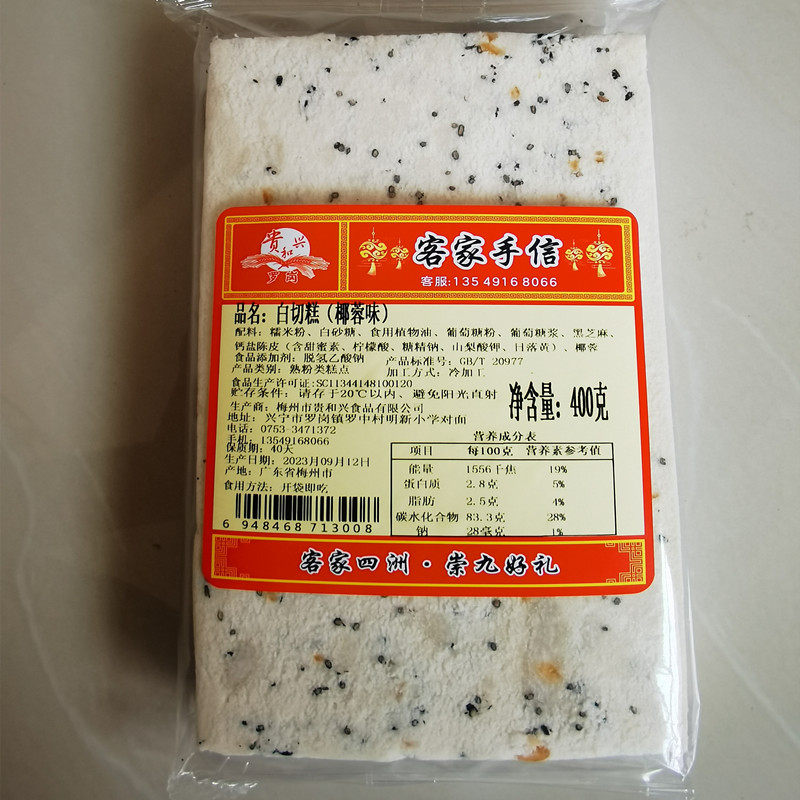 贵和兴
罗岗
客家手信
客服:13549168066
品名：白切糕（椰蓉味）
配料：糯米粉、白砂糖、食用植物油、葡萄糖粉、葡萄糖浆、黑芝麻、
钙盐陈皮（含甜蜜素、柠檬酸、糖精钠、山梨酸钾、日落黄）、椰蓉
食品添加剂：脱氢乙酸钠 产品标准号：GB/T 20977
产品类别：熟粉类糕点 加工方式：冷加工
食品生产许可证:SC11344148100120
贮存条件：请存于20℃以内、避免阳光直射
净含量：400克
生产商：梅州市贵和兴食品有限公司
地址：兴宁市罗岗镇罗中村明新小学对面
电话：0753-3471372
手机：13549168066
保质期：40天
生产日期：2023月09月12日
产地：广东省梅州市
食用方法：开袋即吃
6 948468 713008
营养成分表
项目 每100克 营养素参考值
能量 1556千焦 19%
蛋白质 2.8克 5%
脂肪 2.5克 4%
碳水化合物 83.3克 28%
钠 28毫克 1%
客家四洲·崇九好礼